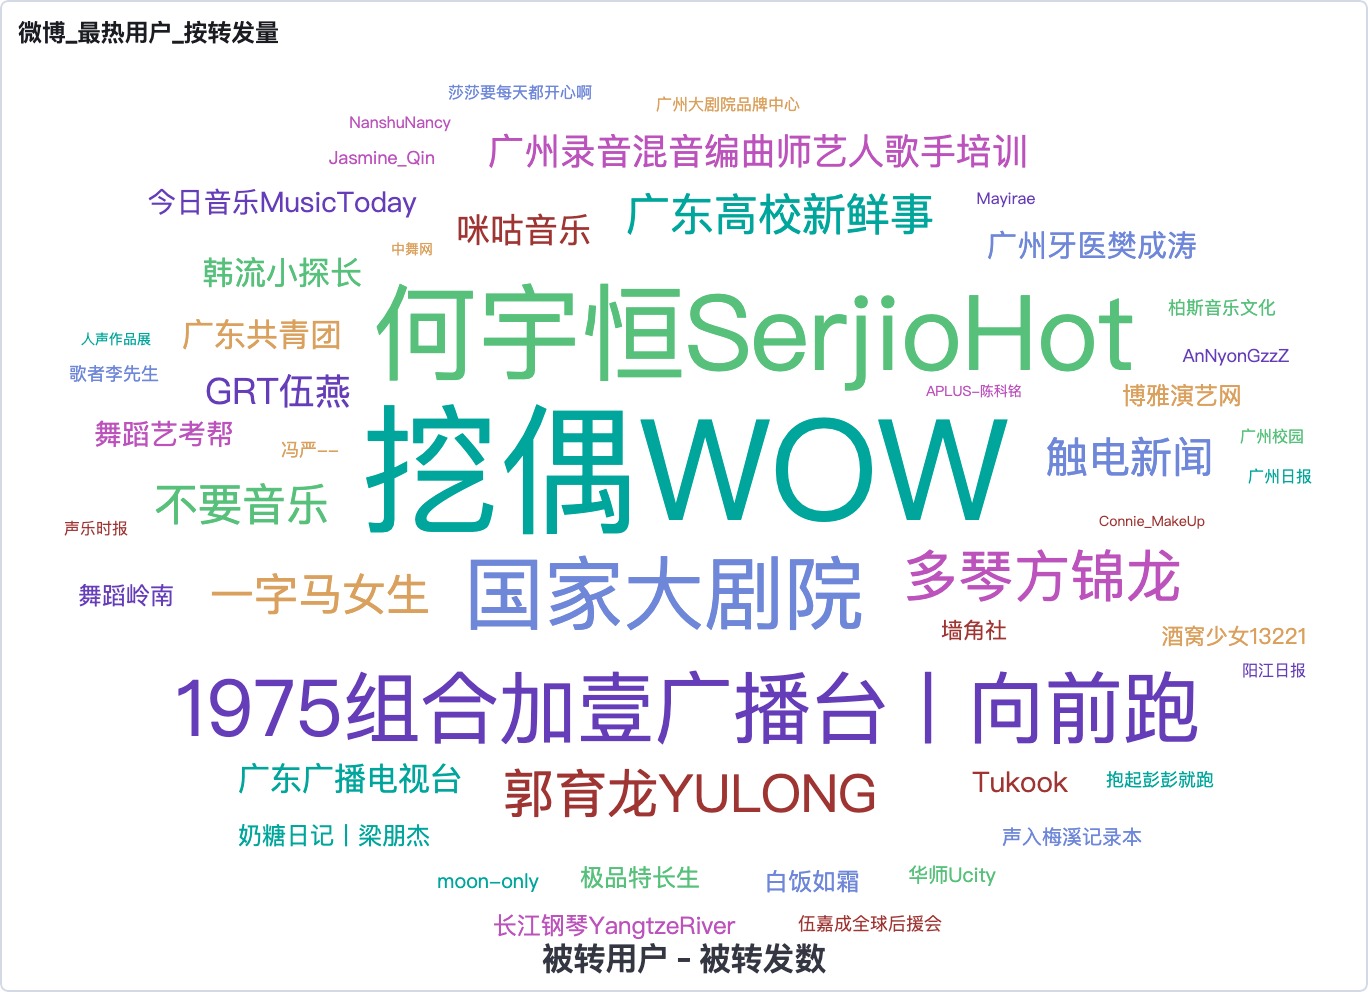 微博_最热用户_按转发量
莎莎要每天都开心啊
广州大剧院品牌中心
NanshuNancy
广州录音混音编曲师艺人歌手培训
Jasmine_Qin
今日音乐MusicToday
广东高校新鲜事
Mayirae
咪咕音乐
中舞网
广州牙医樊成涛
韩流小探长
何宇恒SerjioHot
柏斯音乐文化
人声作品展
广东共青团
AnNyonGzzZ
歌者李先生
GRT伍燕
APLUS-陈科铭
博雅演艺网
舞蹈艺考帮
冯严--
挖偶WOW
触电新闻
广州校园
广州日报
不要音乐
声乐时报
Connie_MakeUp
舞蹈岭南
一字马女生
国家大剧院
多琴方锦龙
墙角社
酒窝少女13221
阳江日报
1975组合加壹广播台丨向前跑
广东广播电视台
郭育龙YULONG
Tukook
抱起彭彭就跑
奶糖日记丨梁朋杰
声入梅溪记录本
moon-only
极品特长生
白饭如霜
华师Ucity
长江钢琴YangtzeRiver
伍嘉成全球后援会
被转用户 - 被转发数